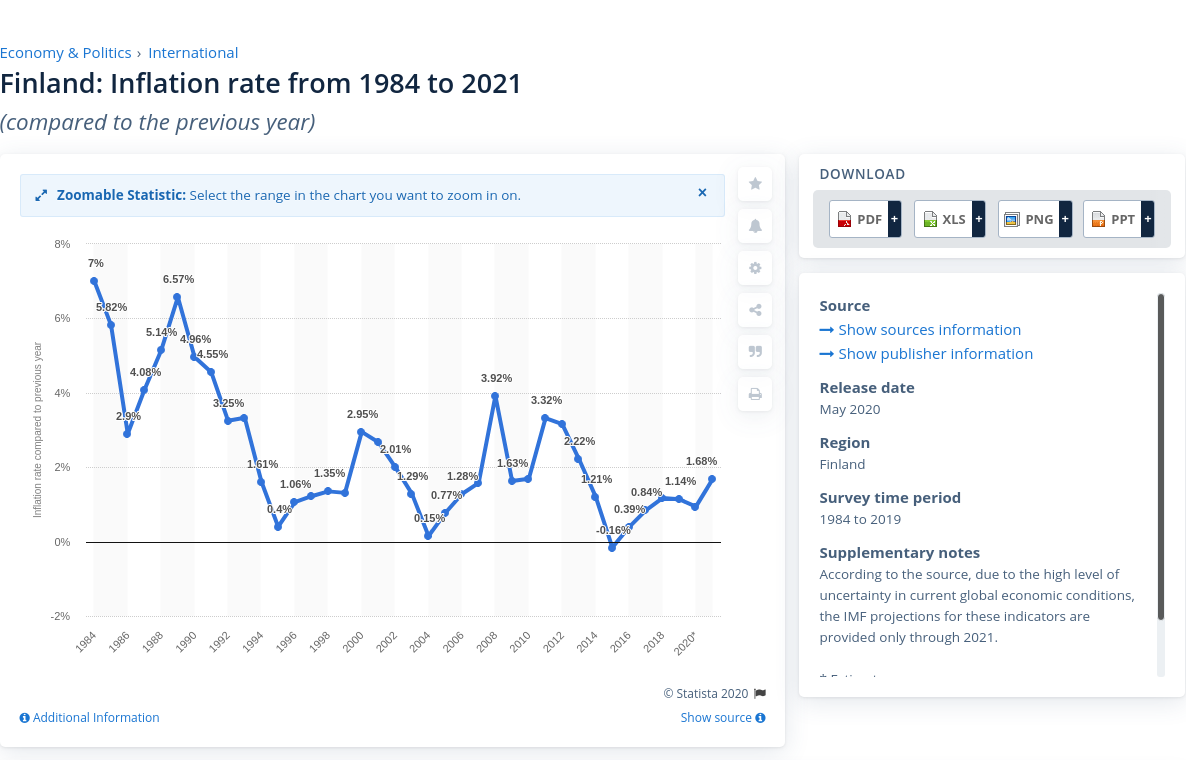 Economy & Politics › International
Finland: Inflation rate from 1984 to 2021
(compared to the previous year)
Zoomable Statistic: Select the range in the chart you want to zoom in on.
×
Inflation rate compared to previous year
8%
6%
4%
2%
0%
-2%
7%
5.82%
2.9%
4.08%
5.14%
6.57%
4.96%
4.55%
3.25%
1.61%
0.4%
1.06%
1.35%
2.95%
2.01%
1.29%
0.15%
0.77%
1.28%
3.92%
1.63%
3.32%
2.22%
1.21%
-0.16%
0.39%
0.84%
1.14%
1.68%
1984
1986
1988
1990
1992
1994
1996
1998
2000
2002
2004
2006
2008
2010
2012
2014
2016
2018
2020*
© Statista 2020
Additional Information
Show source
DOWNLOAD
PDF +
XLS +
PNG +
PPT +
Source
Show sources information
Show publisher information
Release date
May 2020
Region
Finland
Survey time period
1984 to 2019
Supplementary notes
According to the source, due to the high level of
uncertainty in current global economic conditions,
the IMF projections for these indicators are
provided only through 2021.